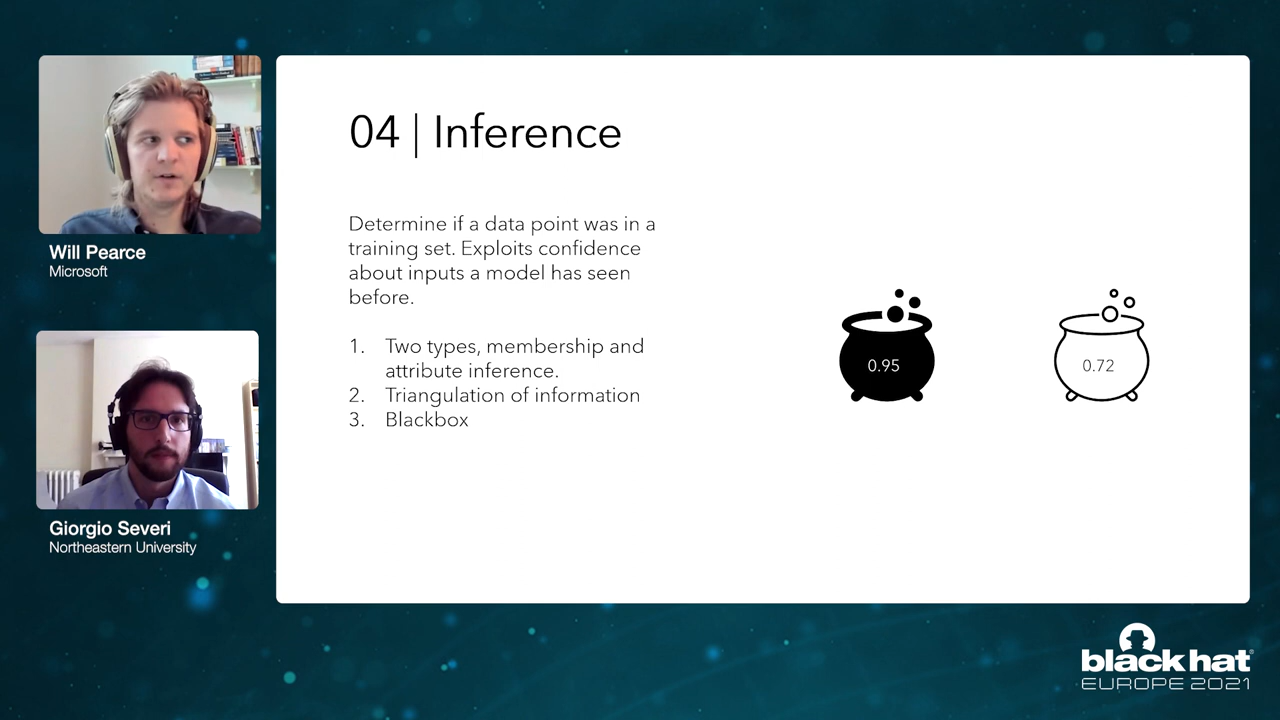 Will Pearce
Microsoft
Giorgio Severi
Northeastern University
04 | Inference
Determine if a data point was in a
training set. Exploits confidence
about inputs a model has seen
before.
1. Two types, membership and
attribute inference.
2. Triangulation of information
3. Blackbox
0.95
0.72
black hat®
EUROPE 2021